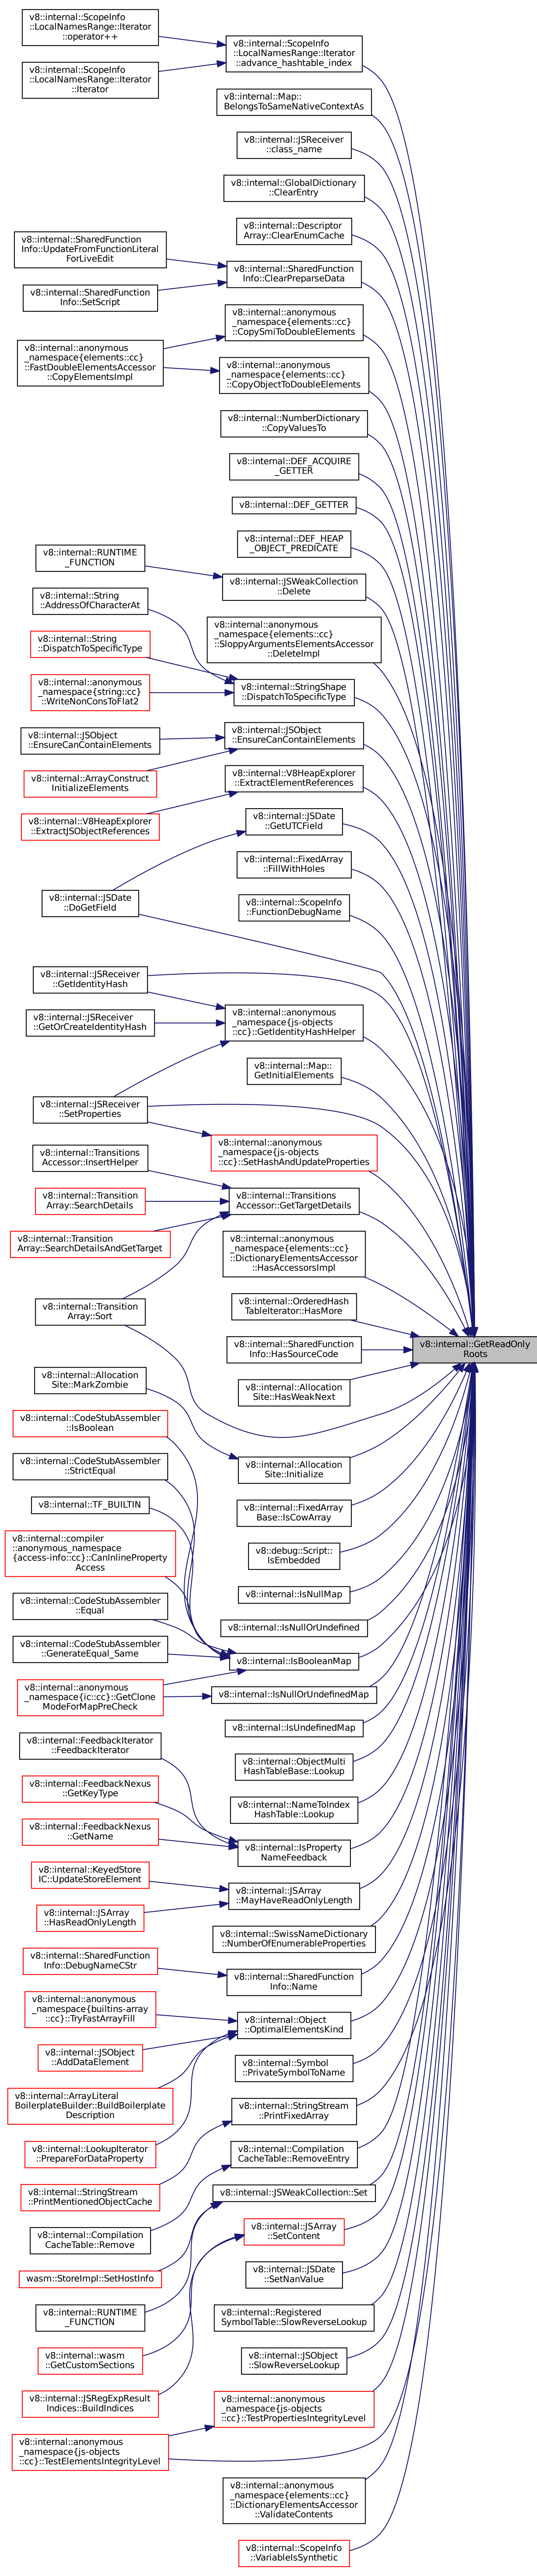 v8::internal::ScopeInfo
::LocalNamesRange::Iterator
::operator++
v8::internal::ScopeInfo
::LocalNamesRange::Iterator
::advance_hashtable_index
v8::internal::ScopeInfo
::LocalNamesRange::Iterator
::Iterator
v8::internal::Map::
BelongsToSameNativeContextAs
v8::internal::JSReceiver
::class_name
v8::internal::GlobalDictionary
::ClearEntry
v8::internal::Descriptor
Array::ClearEnumCache
v8::internal::SharedFunction
Info::UpdateFromFunctionLiteral
ForLiveEdit
v8::internal::SharedFunction
Info::ClearPreparseData
v8::internal::SharedFunction
Info::SetScript
v8::internal::anonymous
_namespace{elements::cc}
::CopySmiToDoubleElements
v8::internal::anonymous
_namespace{elements::cc}
::FastDoubleElementsAccessor
::CopyElementsImpl
v8::internal::anonymous
_namespace{elements::cc}
::CopyObjectToDoubleElements
v8::internal::NumberDictionary
::CopyValuesTo
v8::internal::DEF_ACQUIRE
_GETTER
v8::internal::DEF_GETTER
v8::internal::DEF_HEAP
_OBJECT_PREDICATE
v8::internal::RUNTIME
_FUNCTION
v8::internal::JSWeakCollection
::Delete
v8::internal::String
::AddressOfCharacterAt
v8::internal::anonymous
_namespace{elements::cc}
::SloppyArgumentsElementsAccessor
::DeleteImpl
v8::internal::String
::DispatchToSpecificType
v8::internal::anonymous
_namespace{string::cc}
::WriteNonConsToFlat2
v8::internal::StringShape
::DispatchToSpecificType
v8::internal::JSObject
::EnsureCanContainElements
v8::internal::JSObject
::EnsureCanContainElements
v8::internal::ArrayConstruct
InitializeElements
v8::internal::V8HeapExplorer
::ExtractElementReferences
v8::internal::V8HeapExplorer
::ExtractJSObjectReferences
v8::internal::JSDate
::GetUTCField
v8::internal::FixedArray
::FillWithHoles
v8::internal::JSDate
::DoGetField
v8::internal::ScopeInfo
::FunctionDebugName
v8::internal::JSReceiver
::GetIdentityHash
v8::internal::JSReceiver
::GetOrCreateIdentityHash
v8::internal::anonymous
_namespace{js-objects
::cc}::GetIdentityHashHelper
v8::internal::Map::
GetInitialElements
v8::internal::JSReceiver
::SetProperties
v8::internal::anonymous
_namespace{js-objects
::cc}::SetHashAndUpdateProperties
v8::internal::Transitions
Accessor::InsertHelper
v8::internal::Transition
Array::SearchDetails
v8::internal::Transitions
Accessor::GetTargetDetails
v8::internal::Transition
Array::SearchDetailsAndGetTarget
v8::internal::anonymous
_namespace{elements::cc}
::DictionaryElementsAccessor
::HasAccessorsImpl
v8::internal::Transition
Array::Sort
v8::internal::OrderedHash
TableIterator::HasMore
v8::internal::GetReadOnly
Roots
v8::internal::SharedFunction
Info::HasSourceCode
v8::internal::Allocation
Site::MarkZombie
v8::internal::Allocation
Site::HasWeakNext
v8::internal::CodeStubAssembler
::IsBoolean
v8::internal::CodeStubAssembler
::StrictEqual
v8::internal::Allocation
Site::Initialize
v8::internal::TF_BUILTIN
v8::internal::FixedArray
Base::IsCowArray
v8::internal::compiler
::anonymous_namespace
{access-info::cc}::CanInlineProperty
Access
v8::debug::Script::
IsEmbedded
v8::internal::IsNullMap
v8::internal::CodeStubAssembler
::Equal
v8::internal::IsNullOrUndefined
v8::internal::CodeStubAssembler
::GenerateEqual_Same
v8::internal::IsBooleanMap
v8::internal::anonymous
_namespace{ic::cc}::GetClone
ModeForMapPreCheck
v8::internal::IsNullOrUndefinedMap
v8::internal::IsUndefinedMap
v8::internal::FeedbackIterator
::FeedbackIterator
v8::internal::ObjectMulti
HashTableBase::Lookup
v8::internal::FeedbackNexus
::GetKeyType
v8::internal::NameToIndex
HashTable::Lookup
v8::internal::FeedbackNexus
::GetName
v8::internal::IsProperty
NameFeedback
v8::internal::KeyedStore
IC::UpdateStoreElement
v8::internal::JSArray
::MayHaveReadOnlyLength
v8::internal::JSArray
::HasReadOnlyLength
v8::internal::SwissNameDictionary
::NumberOfEnumerableProperties
v8::internal::SharedFunction
Info::DebugNameCStr
v8::internal::SharedFunction
Info::Name
v8::internal::anonymous
_namespace{builtins-array
::cc}::TryFastArrayFill
v8::internal::Object
::OptimalElementsKind
v8::internal::JSObject
::AddDataElement
v8::internal::Symbol
::PrivateSymbolToName
v8::internal::ArrayLiteral
BoilerplateBuilder::BuildBoilerplate
Description
v8::internal::StringStream
::PrintFixedArray
v8::internal::LookupIterator
::PrepareForDataProperty
v8::internal::Compilation
CacheTable::RemoveEntry
v8::internal::StringStream
::PrintMentionedObjectCache
v8::internal::JSWeakCollection::Set
v8::internal::Compilation
CacheTable::Remove
v8::internal::JSArray
::SetContent
wasm::StoreImpl::SetHostInfo
v8::internal::JSDate
::SetNanValue
v8::internal::RUNTIME
_FUNCTION
v8::internal::Registered
SymbolTable::SlowReverseLookup
v8::internal::wasm
::GetCustomSections
v8::internal::JSObject
::SlowReverseLookup
v8::internal::JSRegExpResult
Indices::BuildIndices
v8::internal::anonymous
_namespace{js-objects
::cc}::TestPropertiesIntegrityLevel
v8::internal::anonymous
_namespace{js-objects
::cc}::TestElementsIntegrityLevel
v8::internal::anonymous
_namespace{elements::cc}
::DictionaryElementsAccessor
::ValidateContents
v8::internal::ScopeInfo
::VariableIsSynthetic